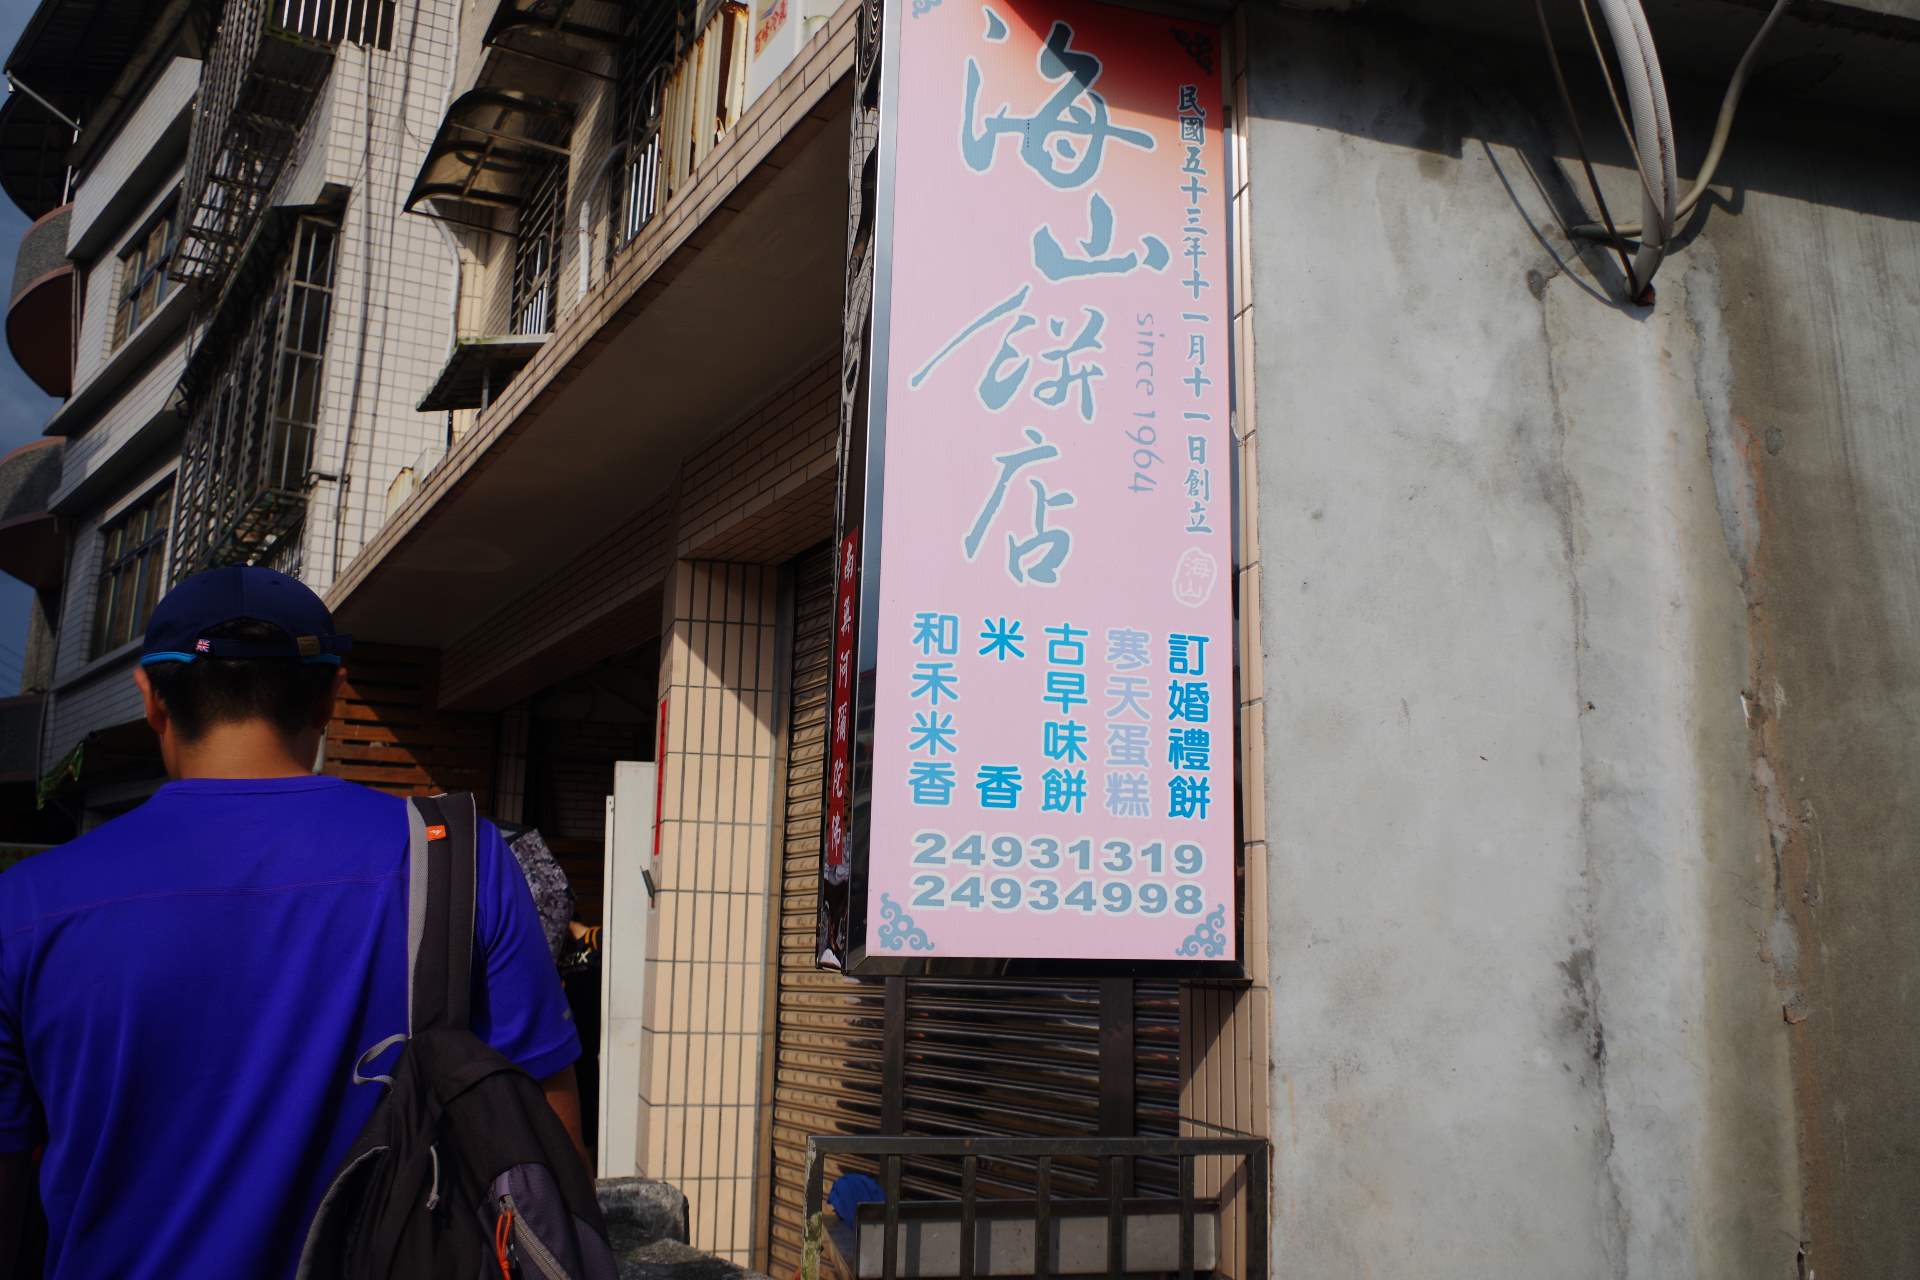 海山餅店
民國五十三年十一月十一日創立
since 1964
海山
訂婚禮餅
寒天蛋糕
古早味餅
米香
和禾米香
24931319
24934998
南無阿彌陀佛